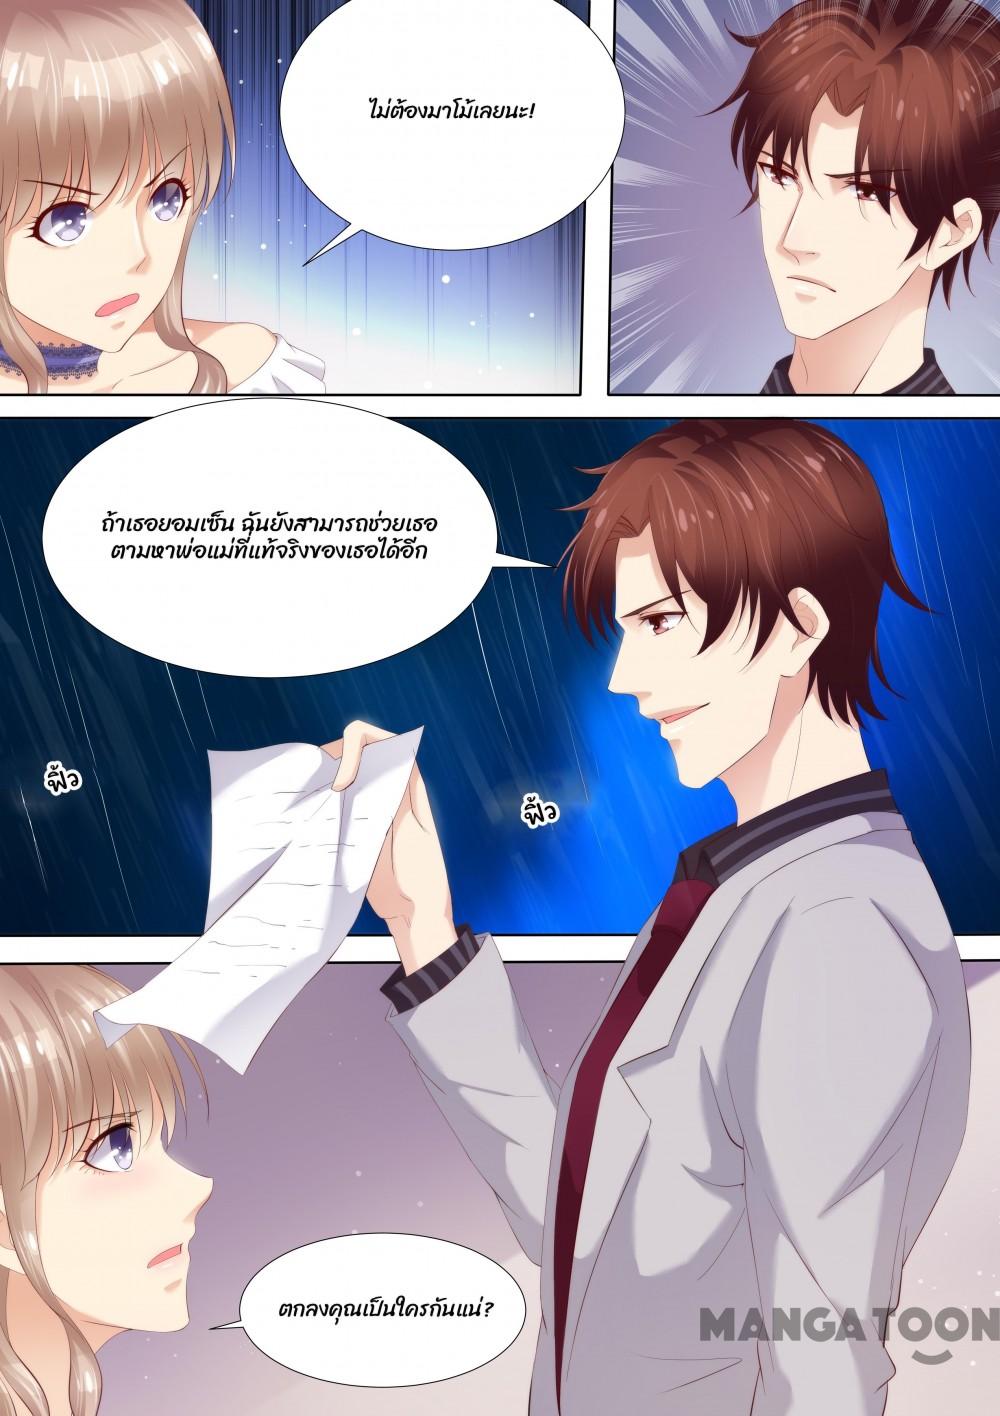 ไม่ต้องมาโม้เลยนะ!
ถ้าเธอยอมเซ็น ฉันยังสามารถช่วยเธอ
ตามหาพ่อแม่ที่แท้จริงของเธอได้อีก
ฟิ้ว
ฟิ้ว
ตกลงคุณเป็นใครกันแน่?
MANGATOON